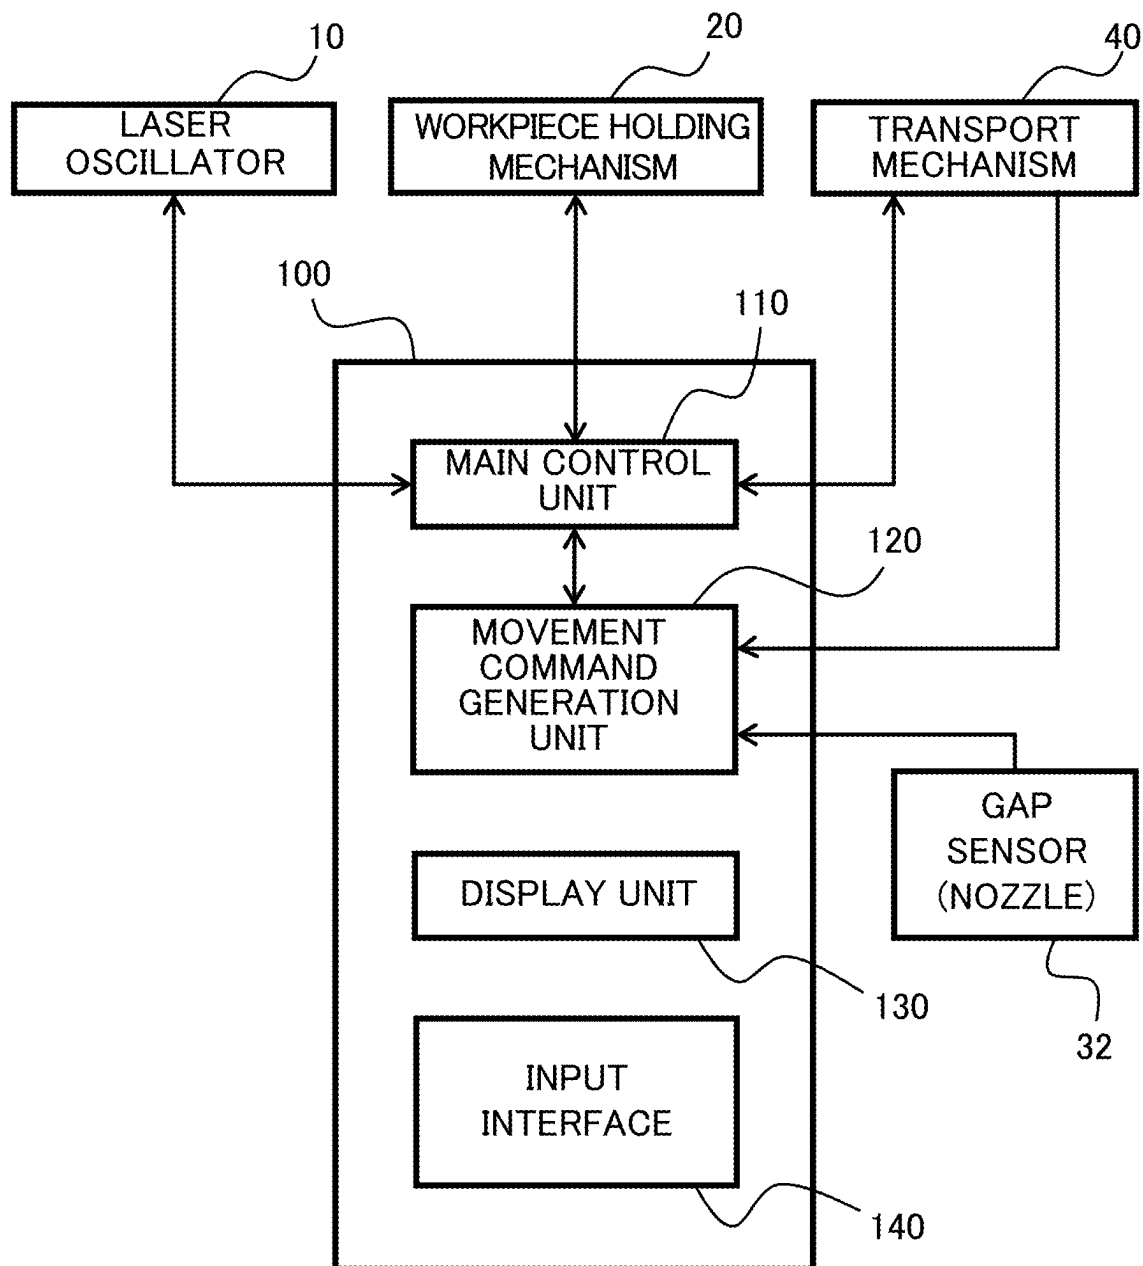 10
20
40
LASER
OSCILLATOR
WORKPIECE HOLDING
MECHANISM
TRANSPORT
MECHANISM
100
110
MAIN CONTROL
UNIT
120
MOVEMENT
COMMAND
GENERATION
UNIT
GAP
SENSOR
(NOZZLE)
DISPLAY UNIT
130
32
INPUT
INTERFACE
140